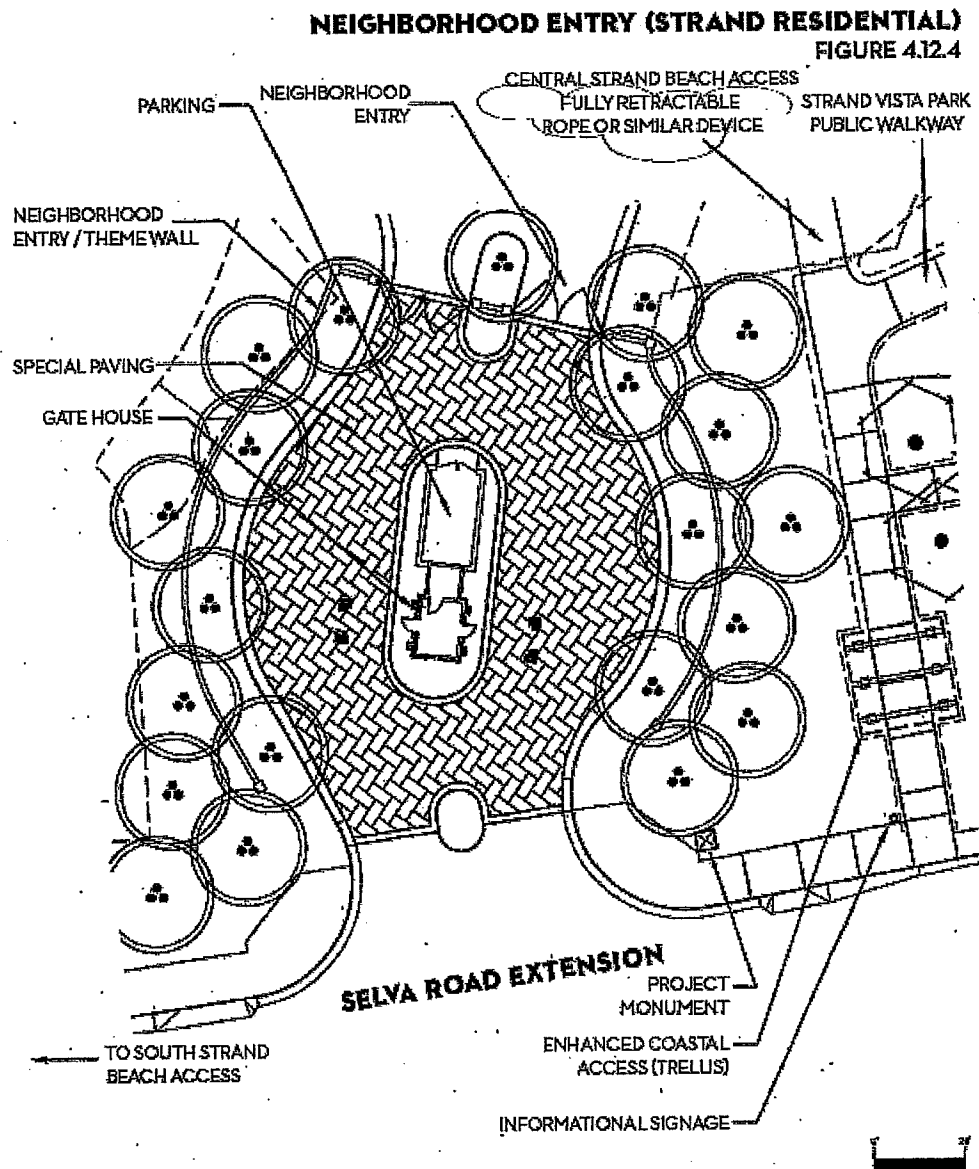 NEIGHBORHOOD ENTRY (STRAND RESIDENTIAL)
FIGURE 4.12.4
CENTRAL STRAND BEACH ACCESS
FULLY RETRACTABLE
ROPE OR SIMILAR DEVICE
STRAND VISTA PARK
PUBLIC WALKWAY
NEIGHBORHOOD
ENTRY
PARKING
NEIGHBORHOOD
ENTRY / THEME WALL
SPECIAL PAVING
GATE HOUSE
SELVA ROAD EXTENSION
PROJECT
MONUMENT
ENHANCED COASTAL
ACCESS (TRELLIS)
TO SOUTH STRAND
BEACH ACCESS
INFORMATIONAL SIGNAGE